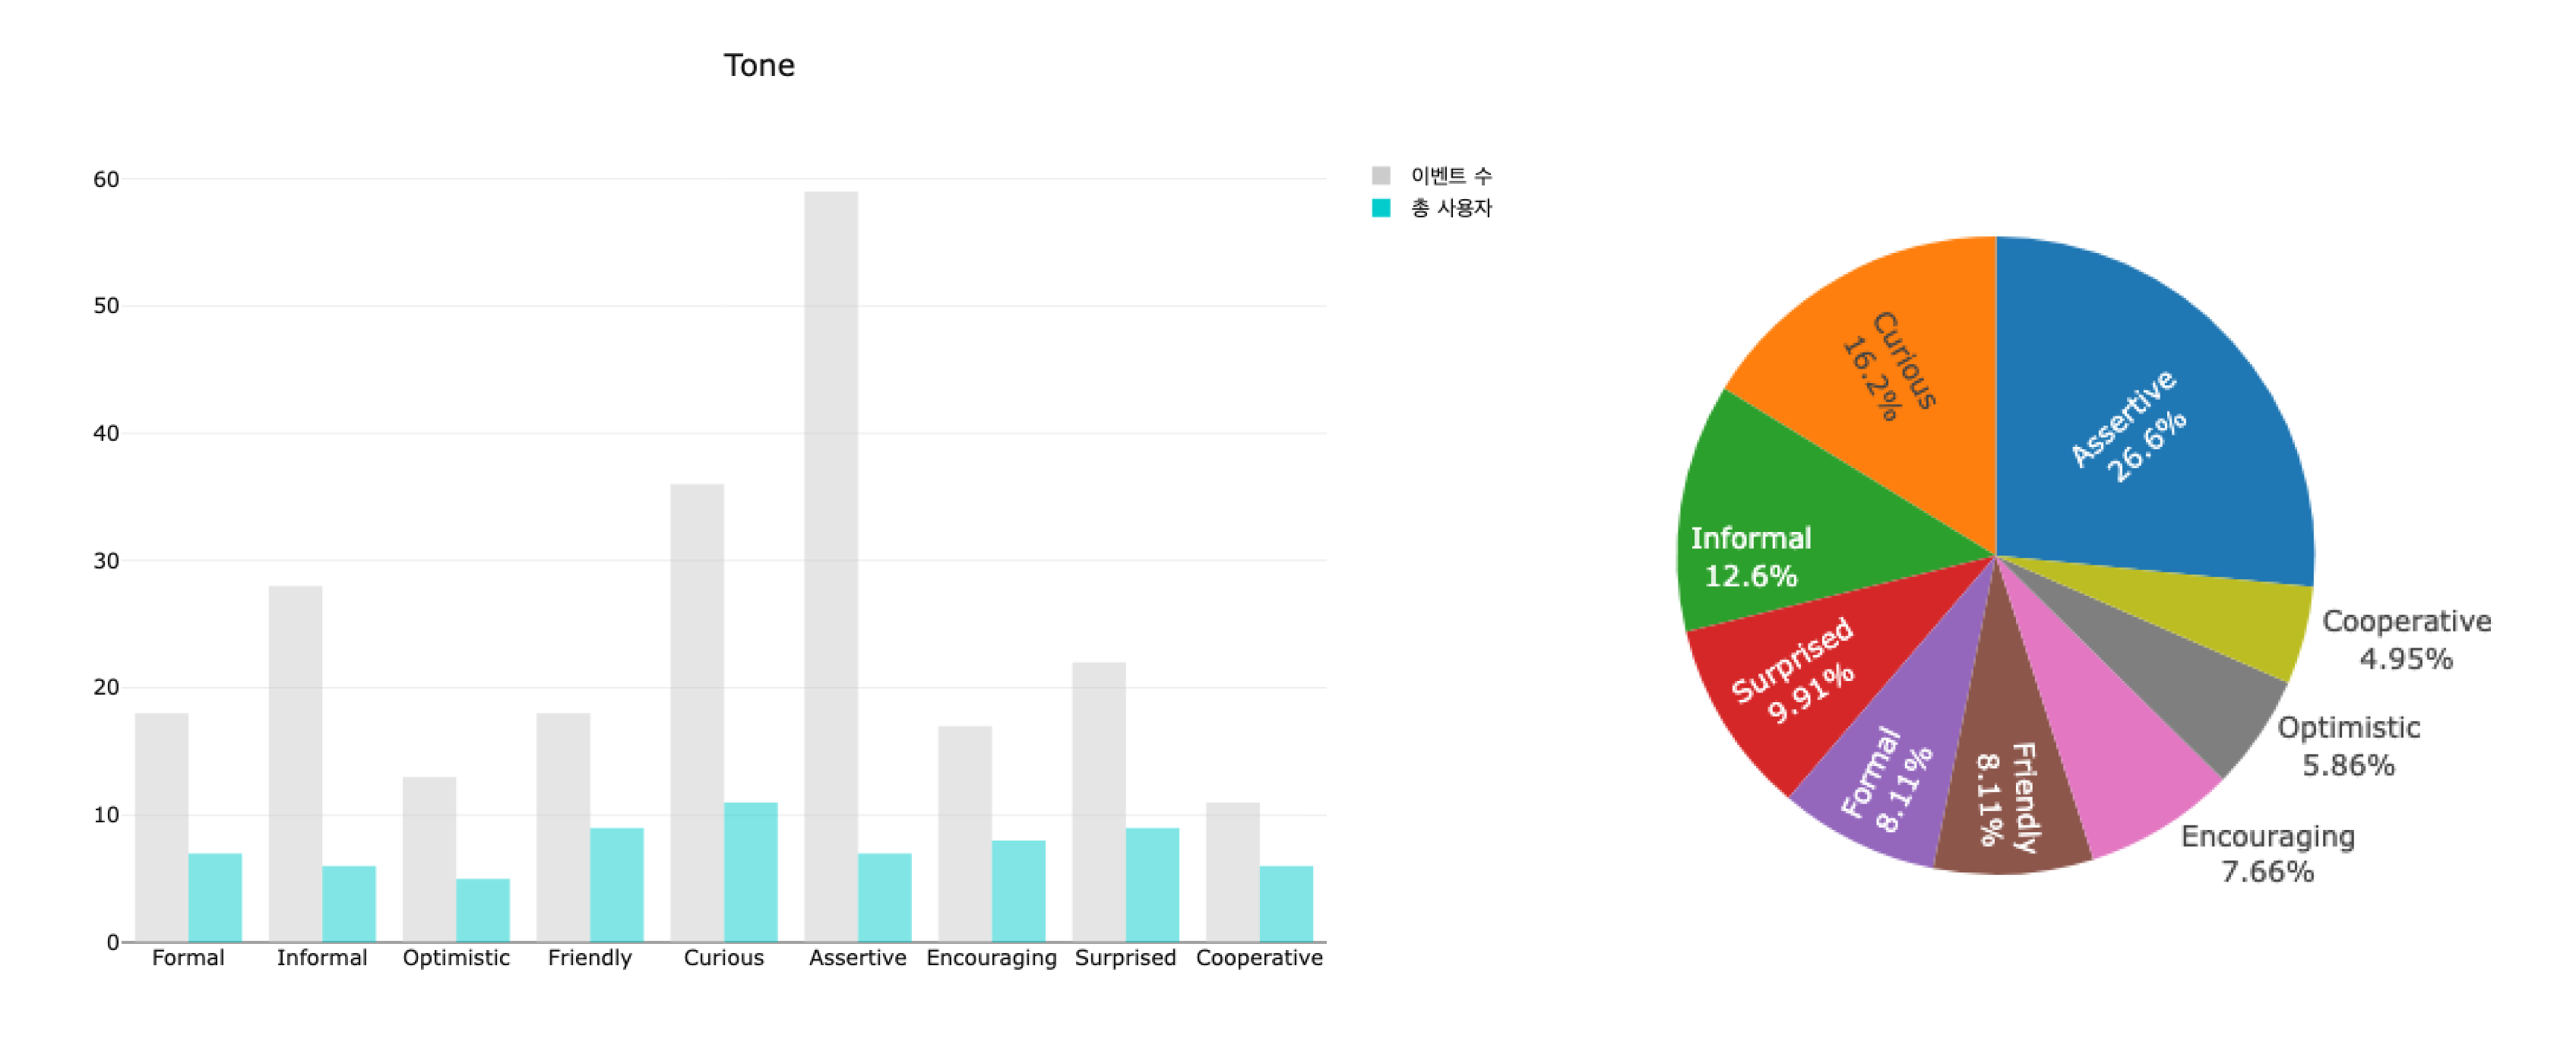 Tone
60
50
40
30
20
10
0
Formal
Informal
Optimistic
Friendly
Curious
Assertive
Encouraging
Surprised
Cooperative
이벤트 수
총 사용자
Curious
16.2%
Assertive
26.6%
Informal
12.6%
Surprised
9.91%
Formal
8.11%
Friendly
8.11%
Encouraging
7.66%
Optimistic
5.86%
Cooperative
4.95%